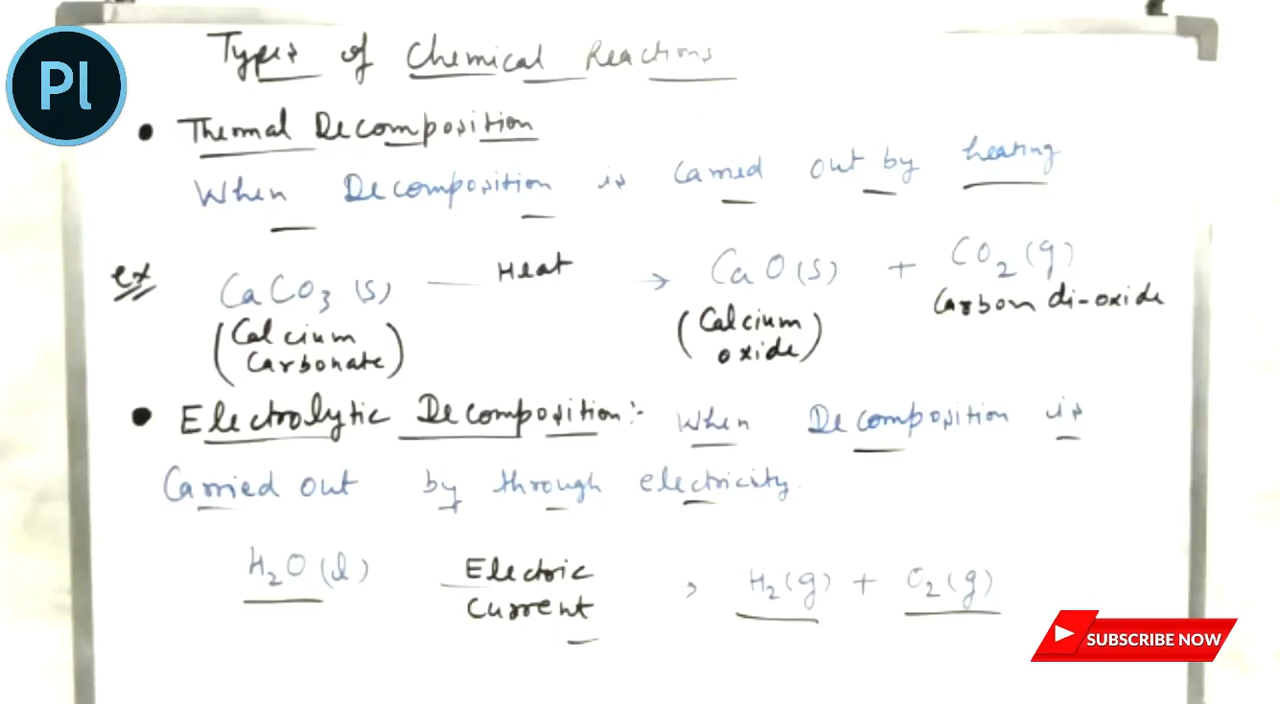 Pl
Types of Chemical Reactions
• Thermal Decomposition
When Decomposition is carried out by heating
ex CaCO₃ (s) —Heat→ CaO(s) + CO₂(g)
(Calcium Carbonate) (Calcium oxide) Carbon di-oxide
• Electrolytic Decomposition:- When Decomposition is
Carried out by through electricity.
H₂O(l) Electric Current → H₂(g) + O₂(g)
SUBSCRIBE NOW